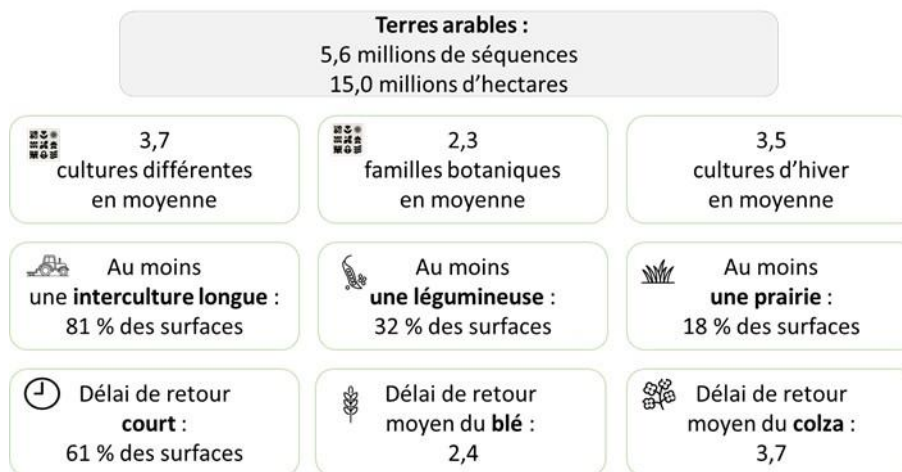 Terres arables :
5,6 millions de séquences
15,0 millions d'hectares
3,7
cultures différentes
en moyenne
2,3
familles botaniques
en moyenne
3,5
cultures d'hiver
en moyenne
Au moins
une interculture longue :
81 % des surfaces
Au moins
une légumineuse :
32 % des surfaces
Au moins
une prairie :
18 % des surfaces
Délai de retour
court :
61 % des surfaces
Délai de retour
moyen du blé :
2,4
Délai de retour
moyen du colza :
3,7